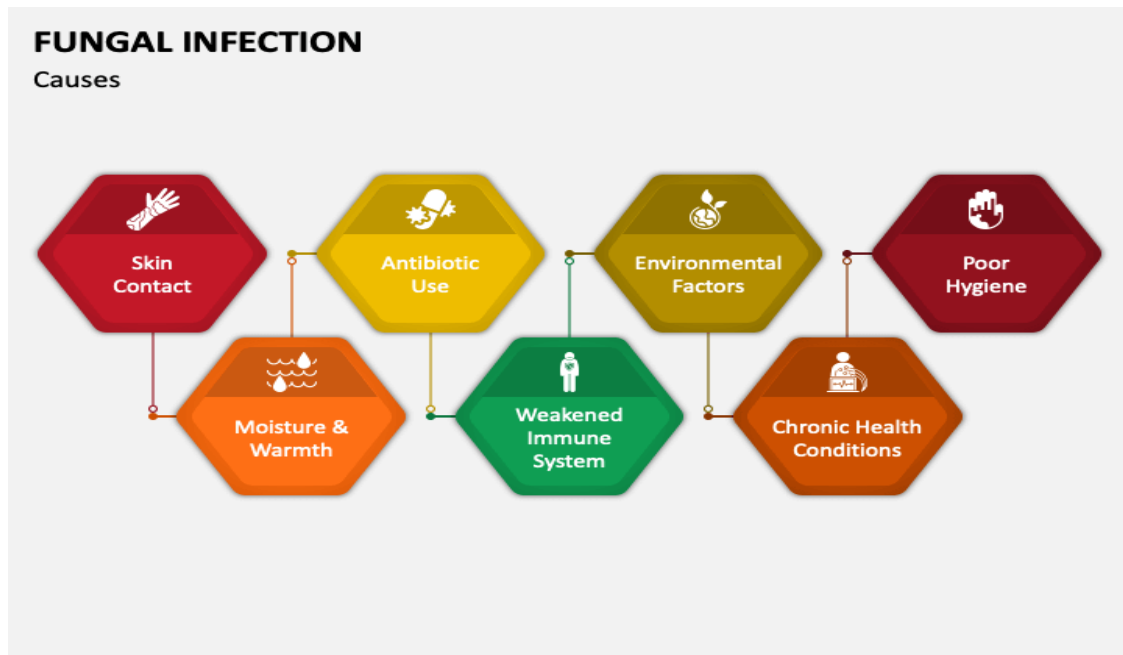 FUNGAL INFECTION
Causes
Skin
Contact
Moisture &
Warmth
Antibiotic
Use
Weakened
Immune
System
Environmental
Factors
Chronic Health
Conditions
Poor
Hygiene